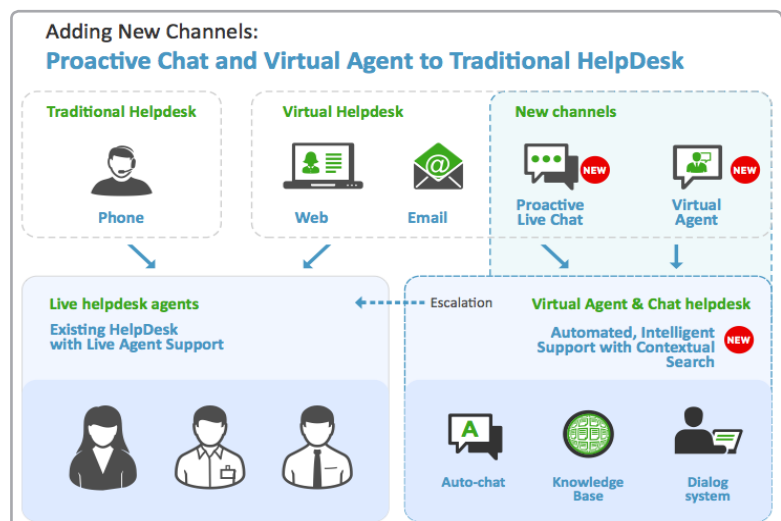 Adding New Channels:
Proactive Chat and Virtual Agent to Traditional HelpDesk
Traditional Helpdesk
Virtual Helpdesk
New channels
@
NEW
NEW
Phone
Web
Email
Proactive
Live Chat
Virtual
Agent
Live helpdesk agents
Existing HelpDesk
with Live Agent Support
Escalation
Virtual Agent & Chat helpdesk
Automated, Intelligent
Support with Contextual
Search
NEW
A
Auto-chat
Knowledge
Base
Dialog
system